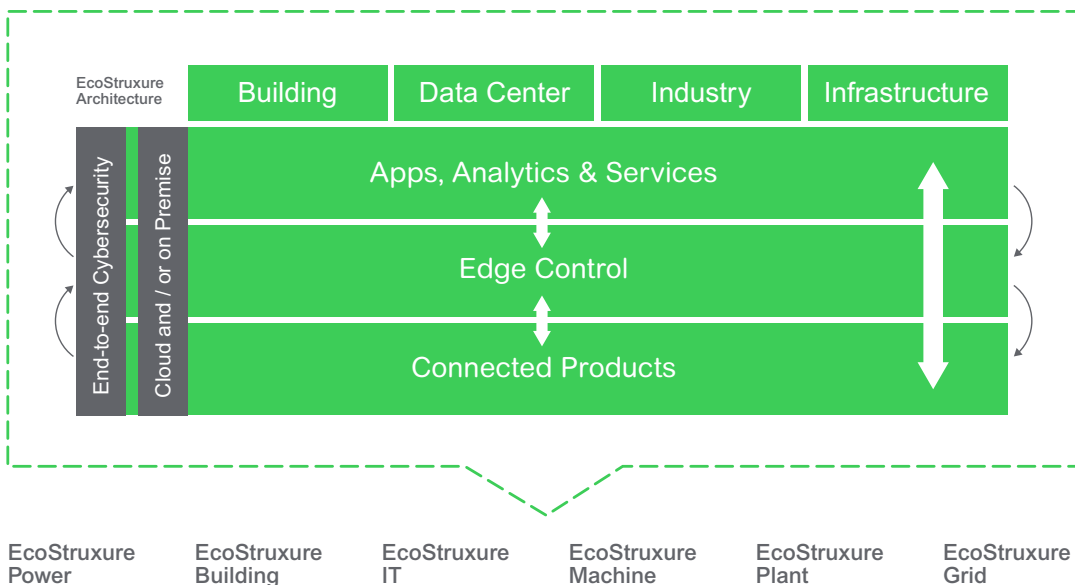 EcoStruxure
Architecture
Building
Data Center
Industry
Infrastructure
End-to-end Cybersecurity
Cloud and / or on Premise
Apps, Analytics & Services
Edge Control
Connected Products
EcoStruxure
Power
EcoStruxure
Building
EcoStruxure
IT
EcoStruxure
Machine
EcoStruxure
Plant
EcoStruxure
Grid